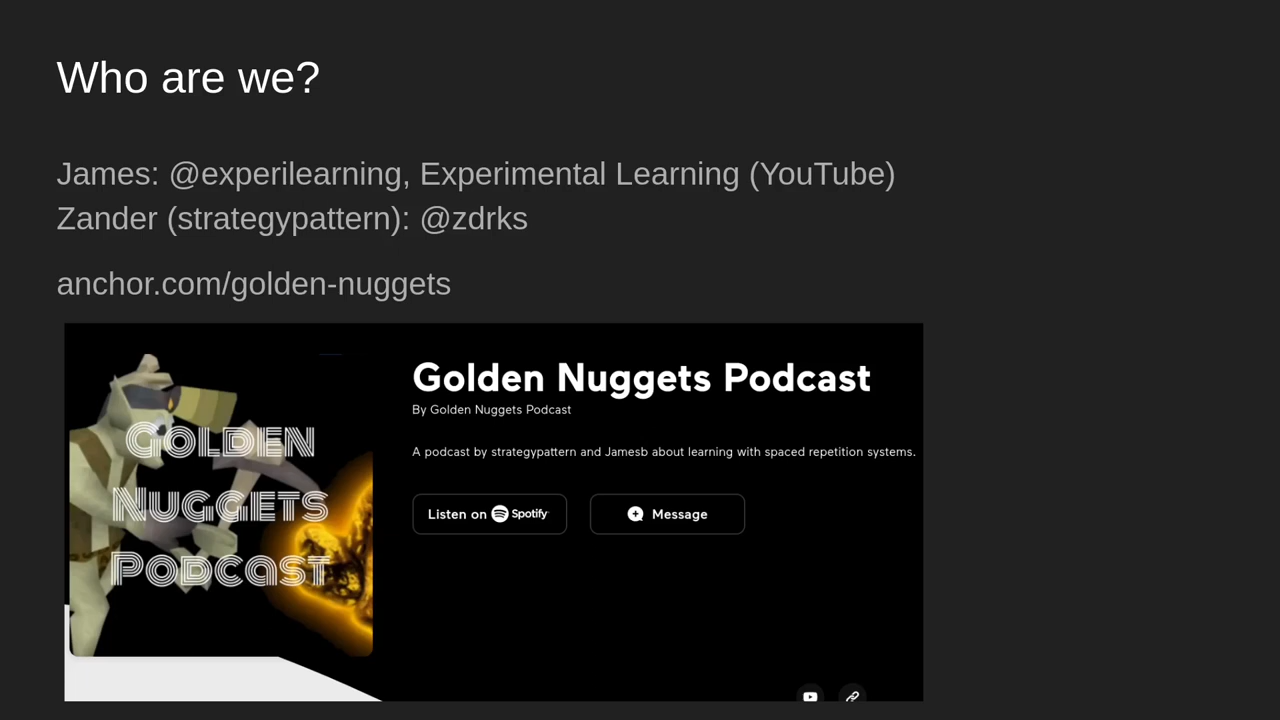 Who are we?
James: @experilearning, Experimental Learning (YouTube)
Zander (strategypattern): @zdrks
anchor.com/golden-nuggets
Golden
Nuggets
Podcast
Golden Nuggets Podcast
By Golden Nuggets Podcast
A podcast by strategypattern and Jamesb about learning with spaced repetition systems.
Listen on Spotify
Message